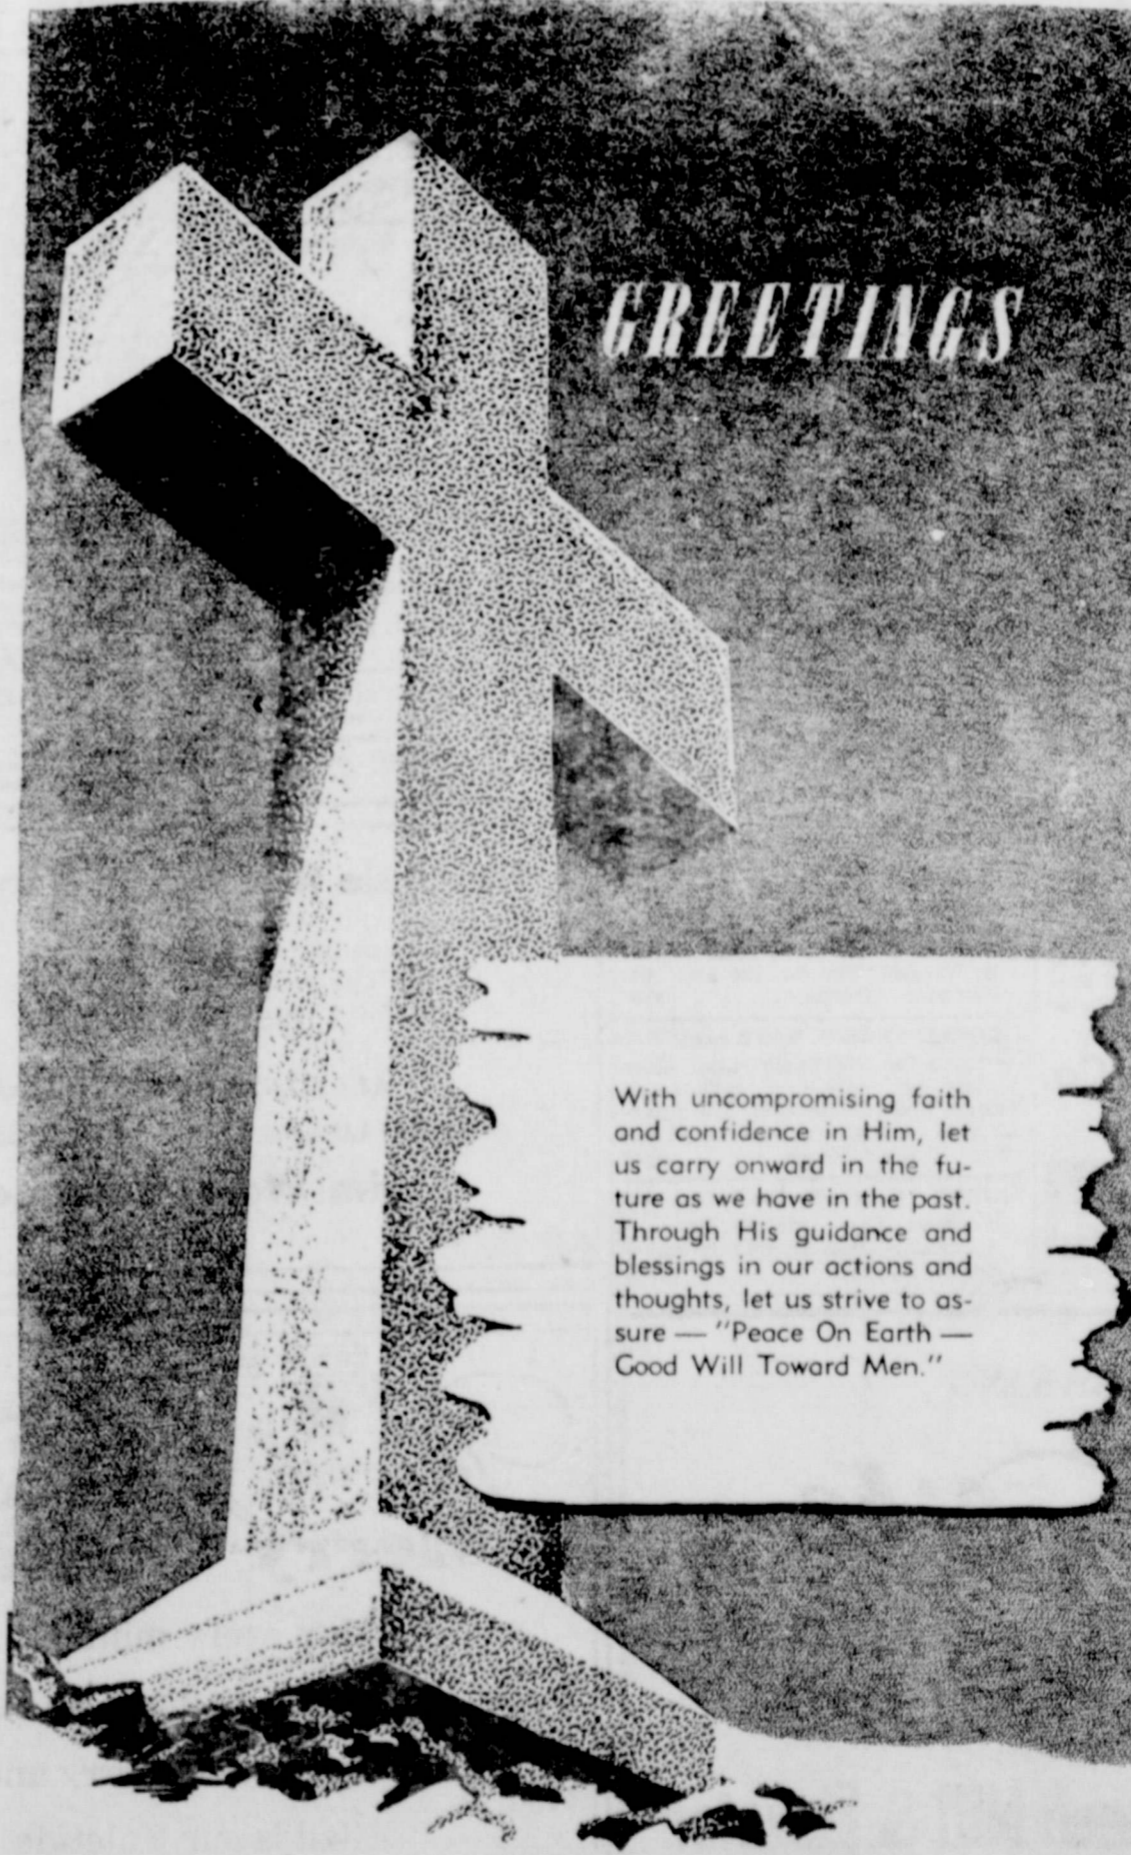 GREETINGS
With uncompromising faith
and confidence in Him, let
us carry onward in the fu-
ture as we have in the past.
Through His guidance and
blessings in our actions and
thoughts, let us strive to as-
sure — "Peace On Earth —
Good Will Toward Men."